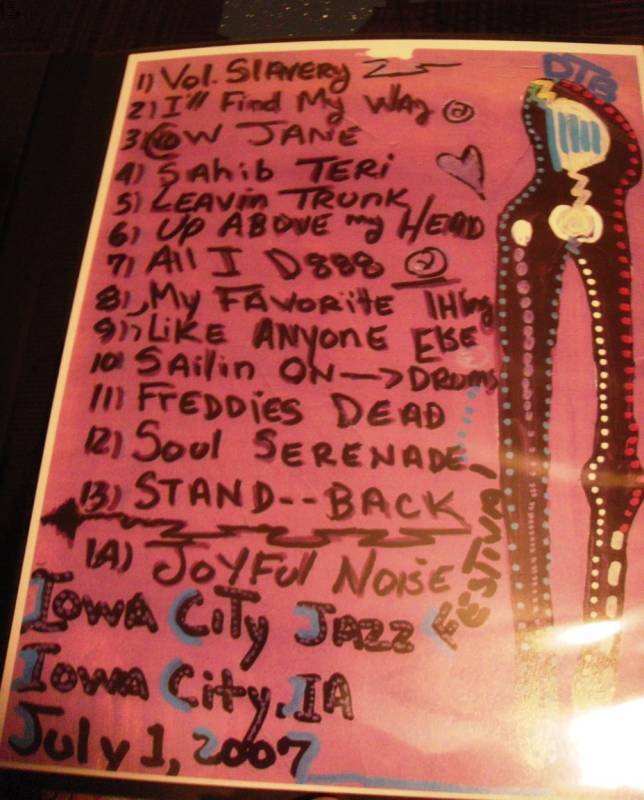 DTB
1) Vol. SLAVERY
2) I'll Find My WAy @
3) COW JANE
4) SAhib TERi
5) LEAVin TRUNK
6) UP ABOVE my HEAD
7) All I D888 @
8) My FAvoRitE THing
9) LiKE ANYONE ElSE
10) SAilin ON --> DRums
11) FREDDiES DEAD
12) Soul SERENADE
13) STAND--BACK
1A) JoYFul NoiSE
Iowa City JAzz FESTivAl
Iowa City, IA
July 1, 2007